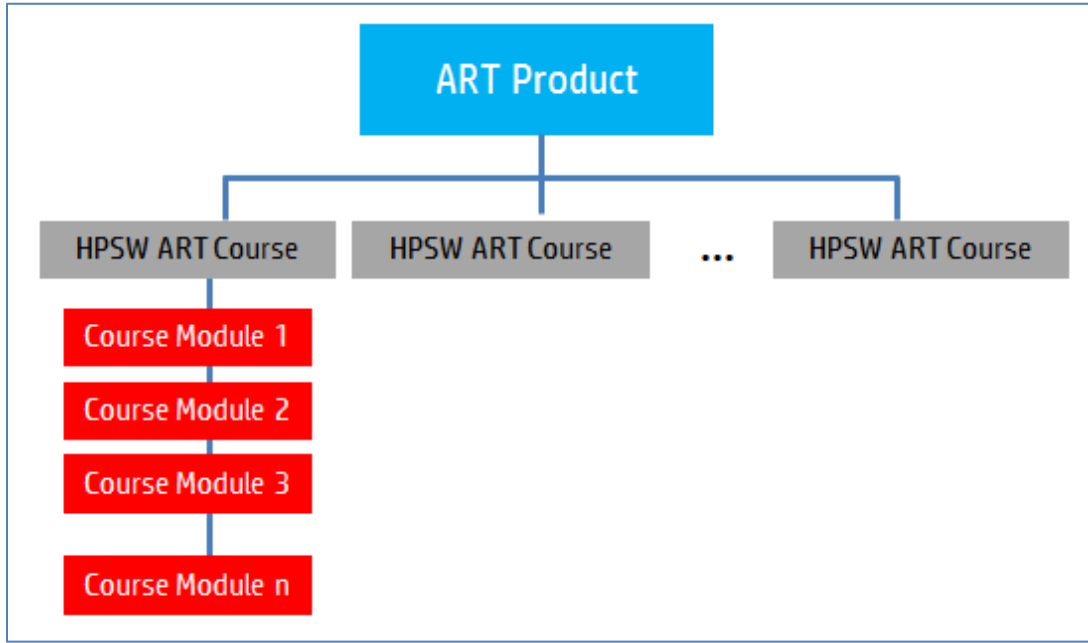 ART Product
HPSW ART Course
HPSW ART Course
...
HPSW ART Course
Course Module 1
Course Module 2
Course Module 3
Course Module n